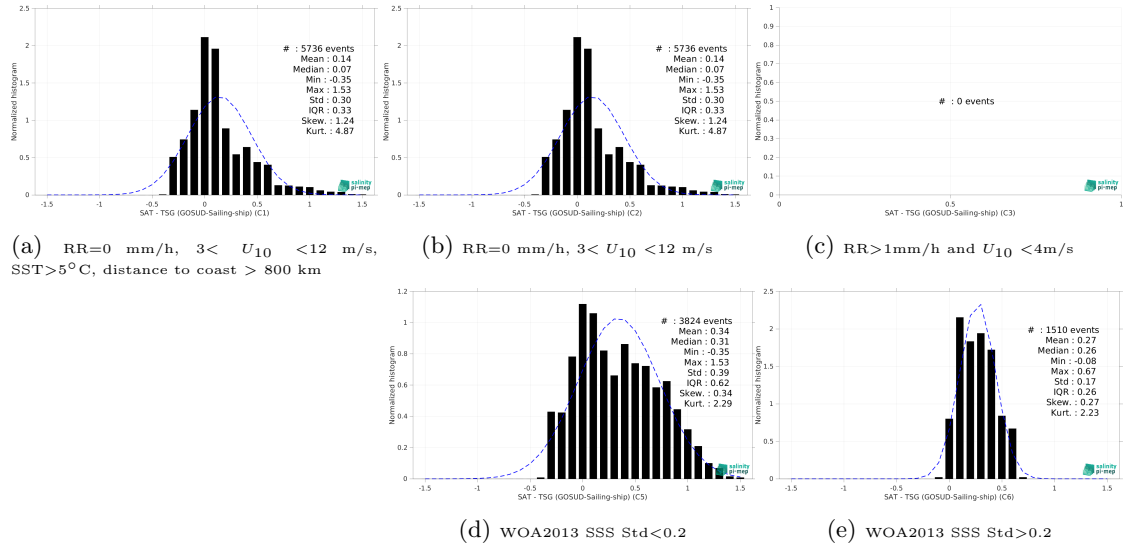 2.5
2
1.5
1
0.5
0
Normalized histogram
# : 5736 events
Mean : 0.14
Median : 0.07
Min : -0.35
Max : 1.53
Std : 0.30
IQR : 0.33
Skew. : 1.24
Kurt. : 4.87
salinity
pi-mep
-1.5 -1 -0.5 0 0.5 1 1.5
SAT - TSG (GOSUD-Sailing-ship) (C1)
(a) RR=0 mm/h, 3< U10 <12 m/s,
SST>5°C, distance to coast > 800 km
2.5
2
1.5
1
0.5
0
Normalized histogram
# : 5736 events
Mean : 0.14
Median : 0.07
Min : -0.35
Max : 1.53
Std : 0.30
IQR : 0.33
Skew. : 1.24
Kurt. : 4.87
salinity
pi-mep
-1.5 -1 -0.5 0 0.5 1 1.5
SAT - TSG (GOSUD-Sailing-ship) (C2)
(b) RR=0 mm/h, 3< U10 <12 m/s
1
0.9
0.8
0.7
0.6
0.5
0.4
0.3
0.2
0.1
0
Normalized histogram
# : 0 events
salinity
pi-mep
0 0.5 1
SAT - TSG (GOSUD-Sailing-ship) (C3)
(c) RR>1mm/h and U10 <4m/s
1.2
1
0.8
0.6
0.4
0.2
0
Normalized histogram
# : 3824 events
Mean : 0.34
Median : 0.31
Min : -0.35
Max : 1.53
Std : 0.39
IQR : 0.62
Skew. : 0.34
Kurt. : 2.29
salinity
pi-mep
-1.5 -1 -0.5 0 0.5 1 1.5
SAT - TSG (GOSUD-Sailing-ship) (C5)
(d) WOA2013 SSS Std<0.2
2.5
2
1.5
1
0.5
0
Normalized histogram
# : 1510 events
Mean : 0.27
Median : 0.26
Min : -0.08
Max : 0.67
Std : 0.17
IQR : 0.26
Skew. : 0.27
Kurt. : 2.23
salinity
pi-mep
-1.5 -1 -0.5 0 0.5 1 1.5
SAT - TSG (GOSUD-Sailing-ship) (C6)
(e) WOA2013 SSS Std>0.2